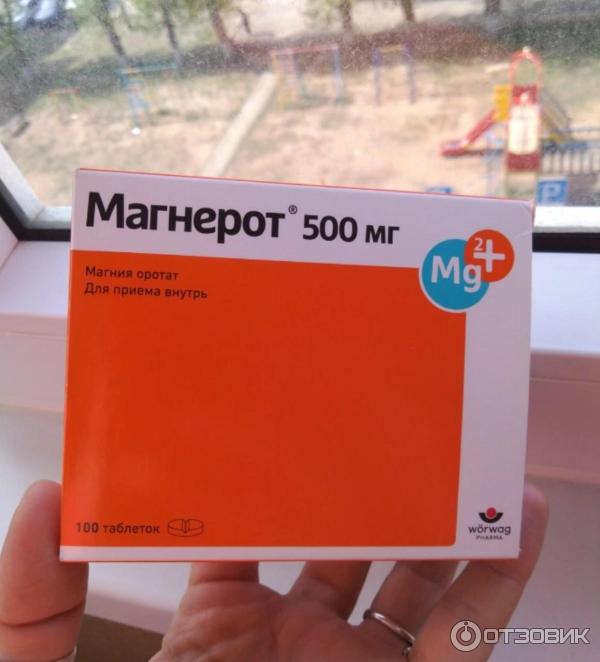 Магнерот® 500 мг
Mg2+
Магния оротат
Для приема внутрь
100 таблеток
wörwag
PHARMA
P
ОТЗОВИК